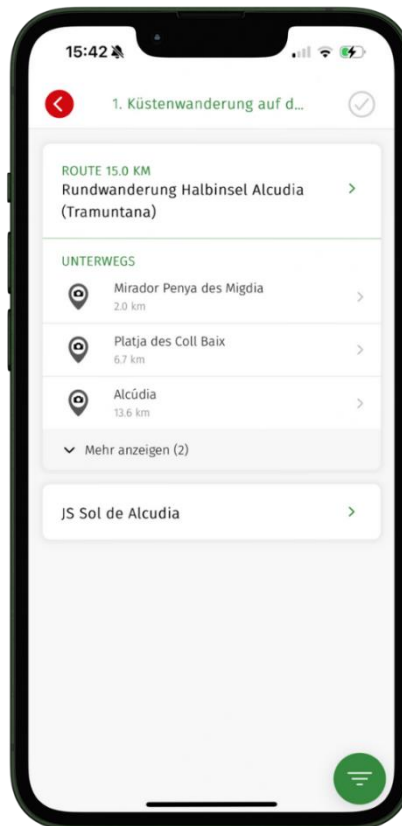 15:42
1. Küstenwanderung auf d...
ROUTE 15.0 KM
Rundwanderung Halbinsel Alcudia
(Tramuntana)
UNTERWEGS
Mirador Penya des Migdia
2.0 km
Platja des Coll Baix
6.7 km
Alcúdia
13.6 km
Mehr anzeigen (2)
JS Sol de Alcudia